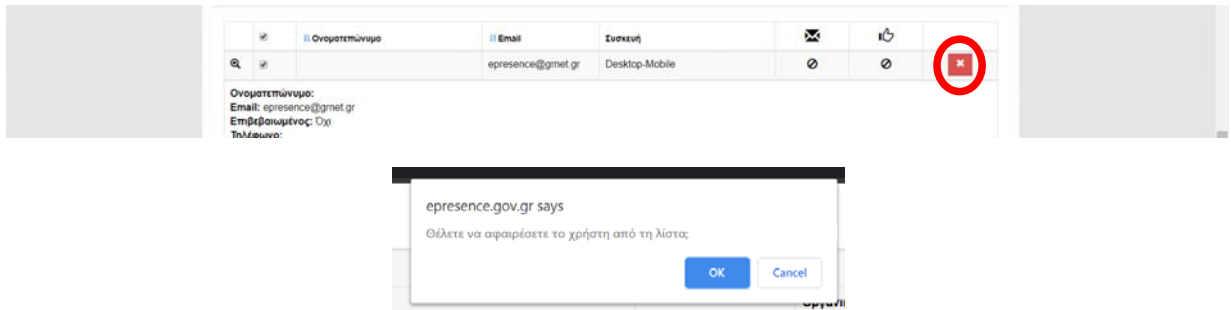 Ονοματεπώνυμο Email Συσκευή
epresence@grnet.gr Desktop-Mobile
Ονοματεπώνυμο:
Email: epresence@grnet.gr
Επιβεβαιωμένος: Όχι
Τηλέφωνο:
epresence.gov.gr says
Θέλετε να αφαιρέσετε το χρήστη από τη λίστα;
OK Cancel